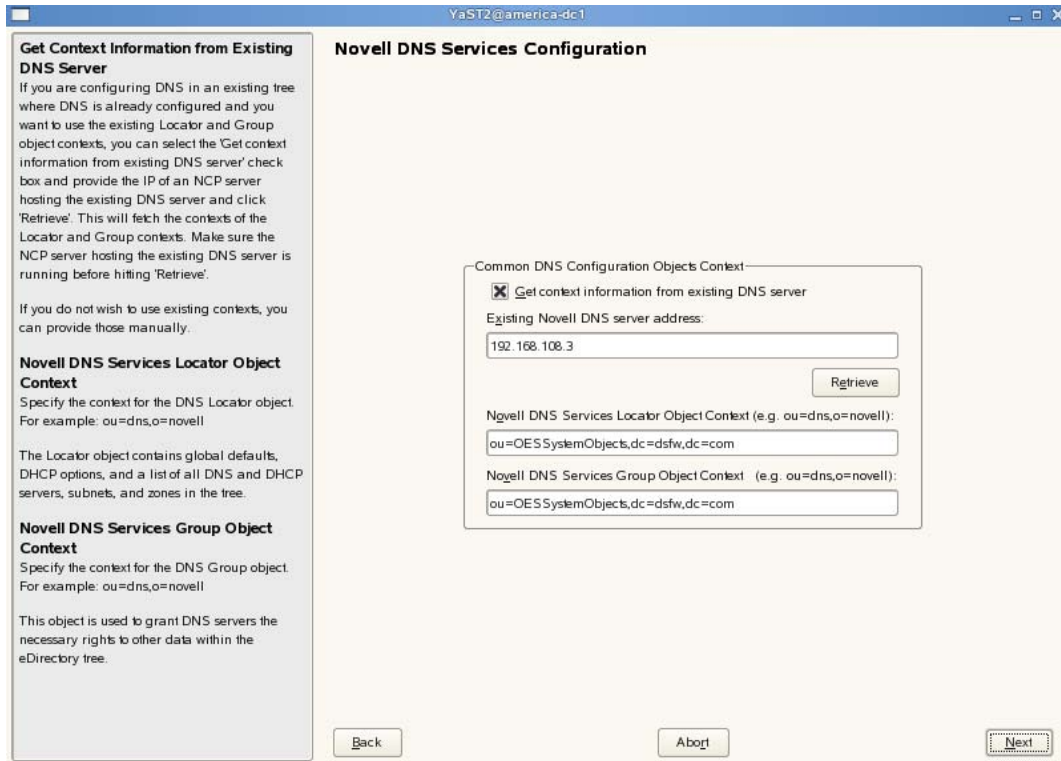 YaST2@america-dc1
Get Context Information from Existing
DNS Server
If you are configuring DNS in an existing tree
where DNS is already configured and you
want to use the existing Locator and Group
object contexts, you can select the 'Get context
information from existing DNS server' check
box and provide the IP of an NCP server
hosting the existing DNS server and click
'Retrieve'. This will fetch the contexts of the
Locator and Group contexts. Make sure the
NCP server hosting the existing DNS server is
running before hitting 'Retrieve'.
If you do not wish to use existing contexts, you
can provide those manually.
Novell DNS Services Locator Object
Context
Specify the context for the DNS Locator object.
For example: ou=dns,o=novell
The Locator object contains global defaults,
DHCP options, and a list of all DNS and DHCP
servers, subnets, and zones in the tree.
Novell DNS Services Group Object
Context
Specify the context for the DNS Group object.
For example: ou=dns,o=novell
This object is used to grant DNS servers the
necessary rights to other data within the
eDirectory tree.
Novell DNS Services Configuration
Common DNS Configuration Objects Context
Get context information from existing DNS server
Existing Novell DNS server address:
192.168.108.3
Retrieve
Novell DNS Services Locator Object Context (e.g. ou=dns,o=novell):
ou=OESSystemObjects,dc=dsfw,dc=com
Novell DNS Services Group Object Context (e.g. ou=dns,o=novell):
ou=OESSystemObjects,dc=dsfw,dc=com
Back
Abort
Next